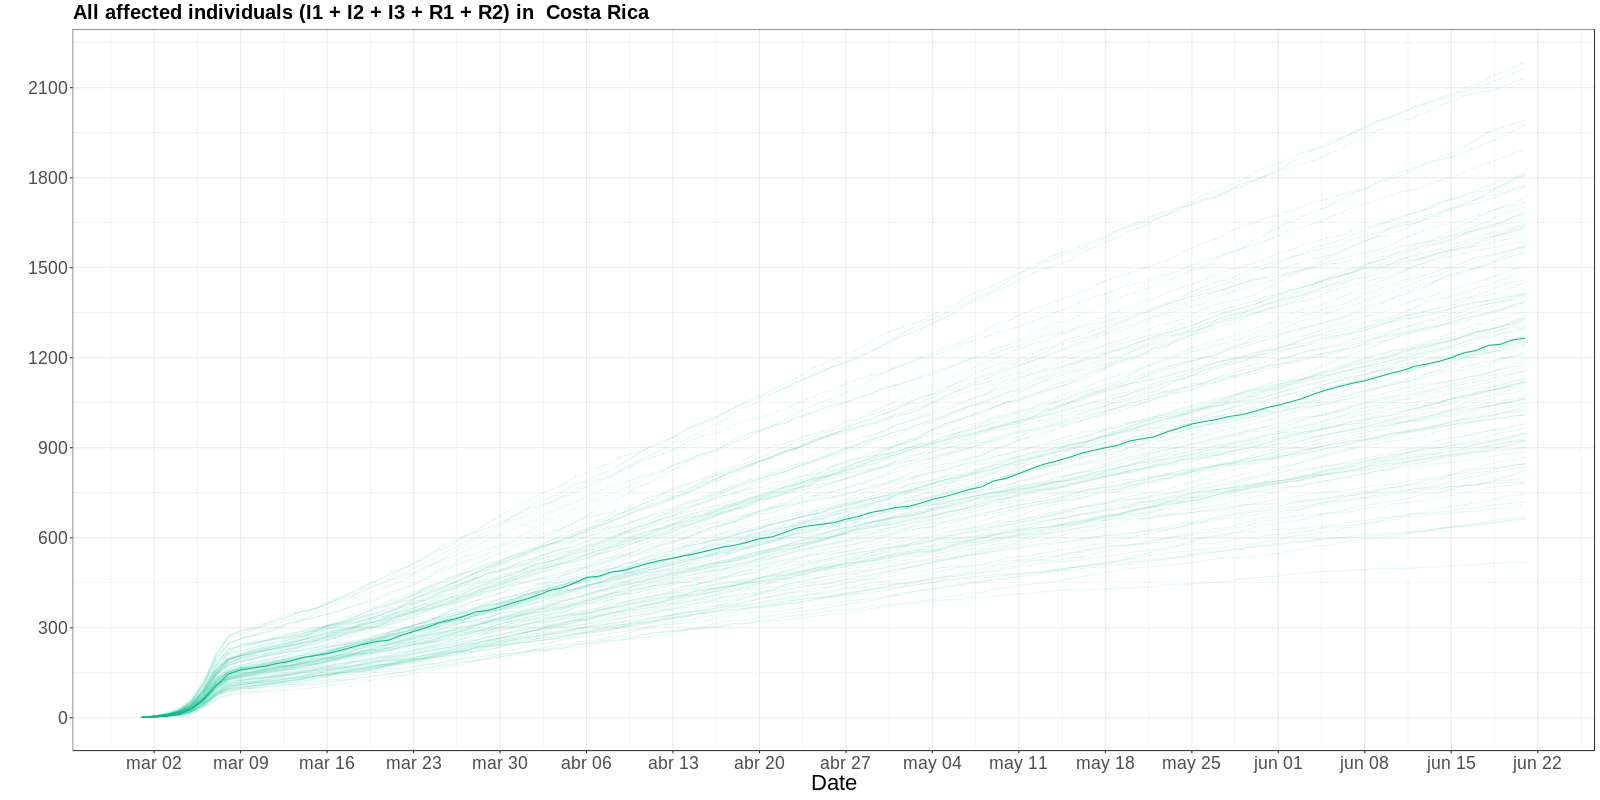 All affected individuals (I1 + I2 + I3 + R1 + R2) in  Costa Rica
2100
1800
1500
1200
900
600
300
0
mar 02 mar 09 mar 16 mar 23 mar 30 abr 06 abr 13 abr 20 abr 27 may 04 may 11 may 18 may 25 jun 01 jun 08 jun 15 jun 22
Date